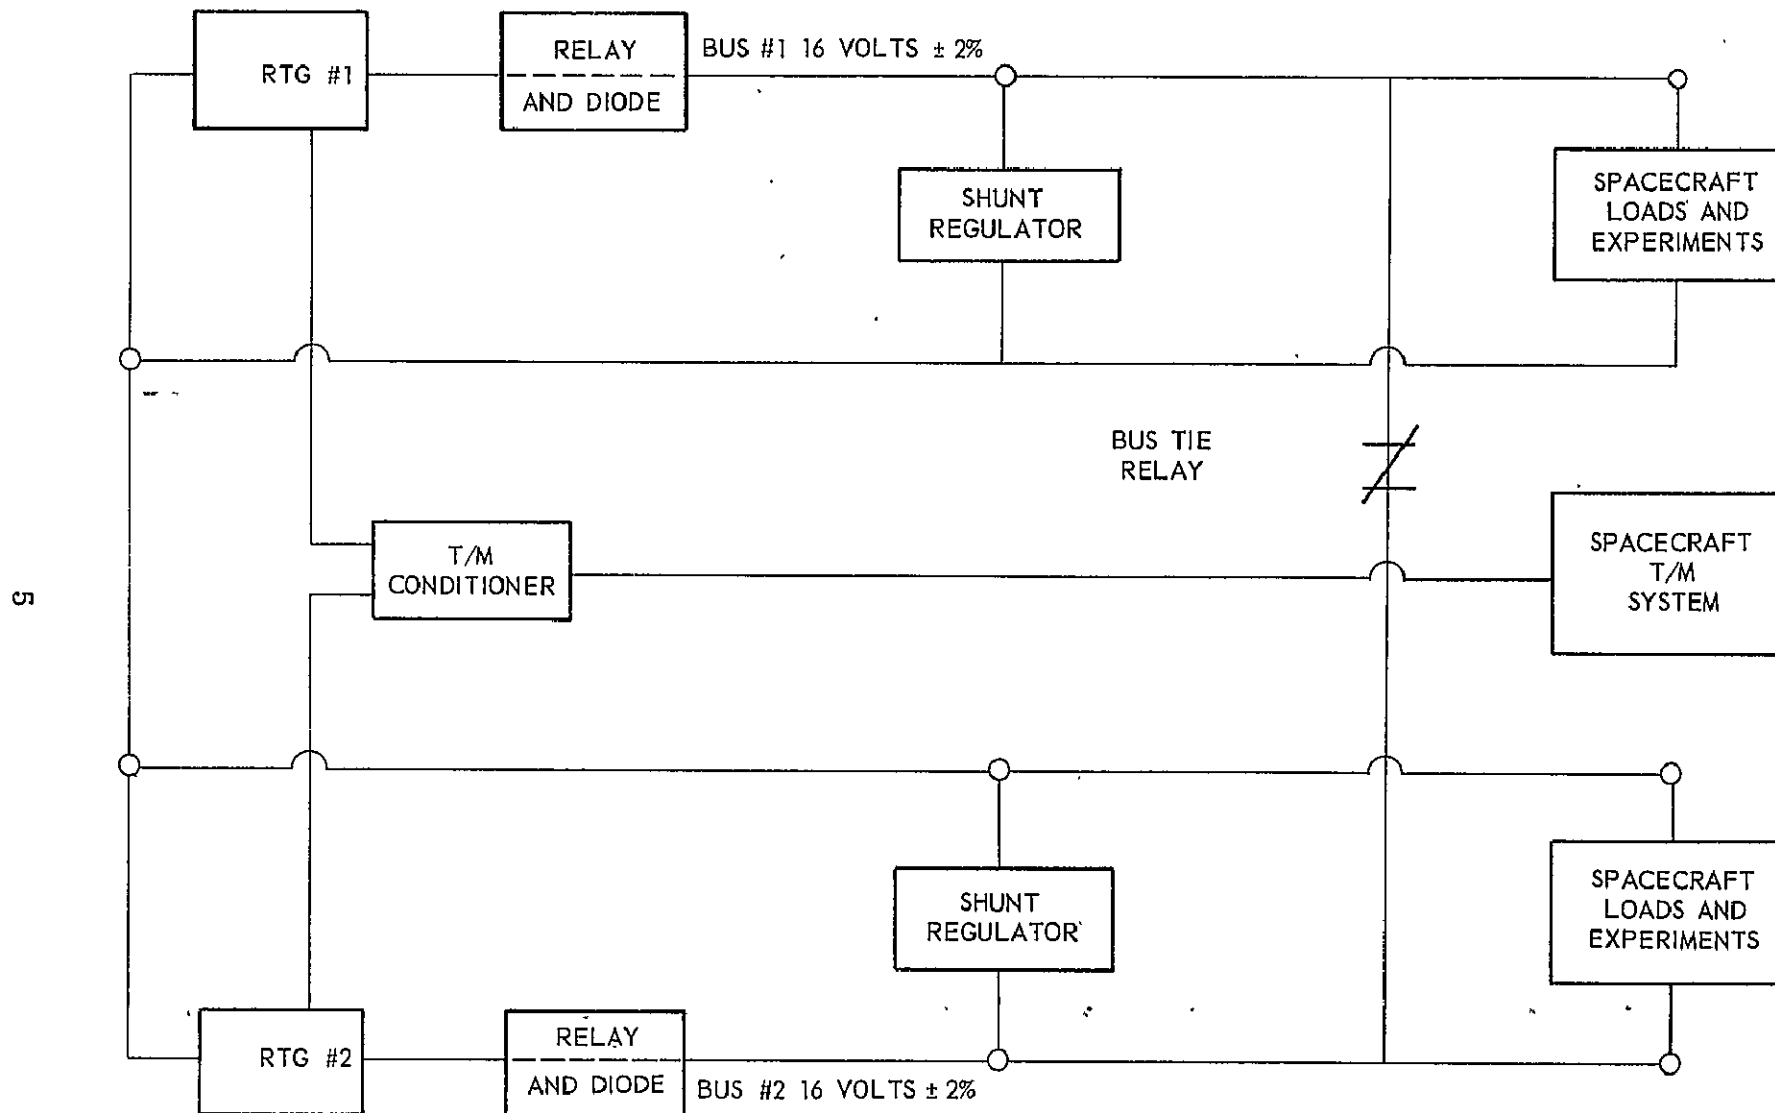 RTG #1
RELAY
AND DIODE
BUS #1 16 VOLTS ± 2%
SHUNT
REGULATOR
SPACECRAFT
LOADS AND
EXPERIMENTS
BUS TIE
RELAY
T/M
CONDITIONER
SPACECRAFT
T/M
SYSTEM
5
SHUNT
REGULATOR
SPACECRAFT
LOADS AND
EXPERIMENTS
RTG #2
RELAY
AND DIODE
BUS #2 16 VOLTS ± 2%